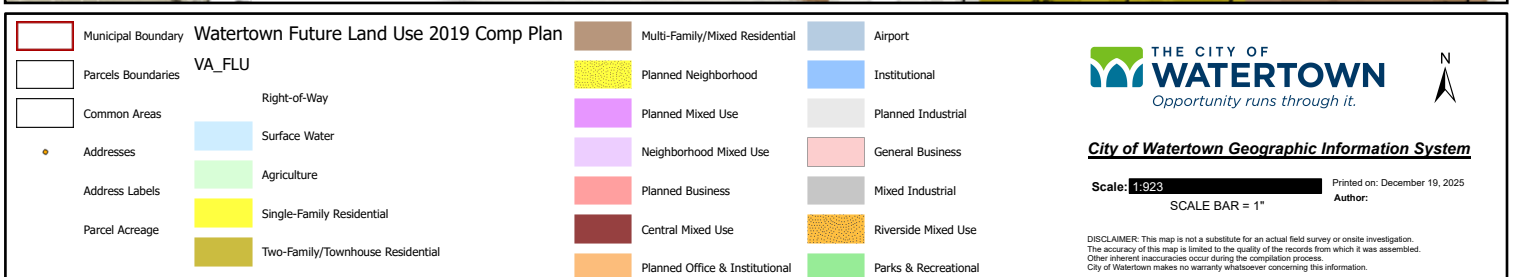 Municipal Boundary
Parcels Boundaries
Common Areas
Addresses
Address Labels
Parcel Acreage
Watertown Future Land Use 2019 Comp Plan
VA_FLU
Right-of-Way
Surface Water
Agriculture
Single-Family Residential
Two-Family/Townhouse Residential
Multi-Family/Mixed Residential
Planned Neighborhood
Planned Mixed Use
Neighborhood Mixed Use
Planned Business
Central Mixed Use
Planned Office & Institutional
Airport
Institutional
Planned Industrial
General Business
Mixed Industrial
Riverside Mixed Use
Parks & Recreational
THE CITY OF
WATERTOWN
Opportunity runs through it.
N
City of Watertown Geographic Information System
Scale: 1:923
SCALE BAR = 1"
Printed on: December 19, 2025
Author:
DISCLAIMER: This map is not a substitute for an actual field survey or onsite investigation.
The accuracy of this map is limited to the quality of the records from which it was assembled.
Other inherent inaccuracies occur during the compilation process.
City of Watertown makes no warranty whatsoever concerning this information.